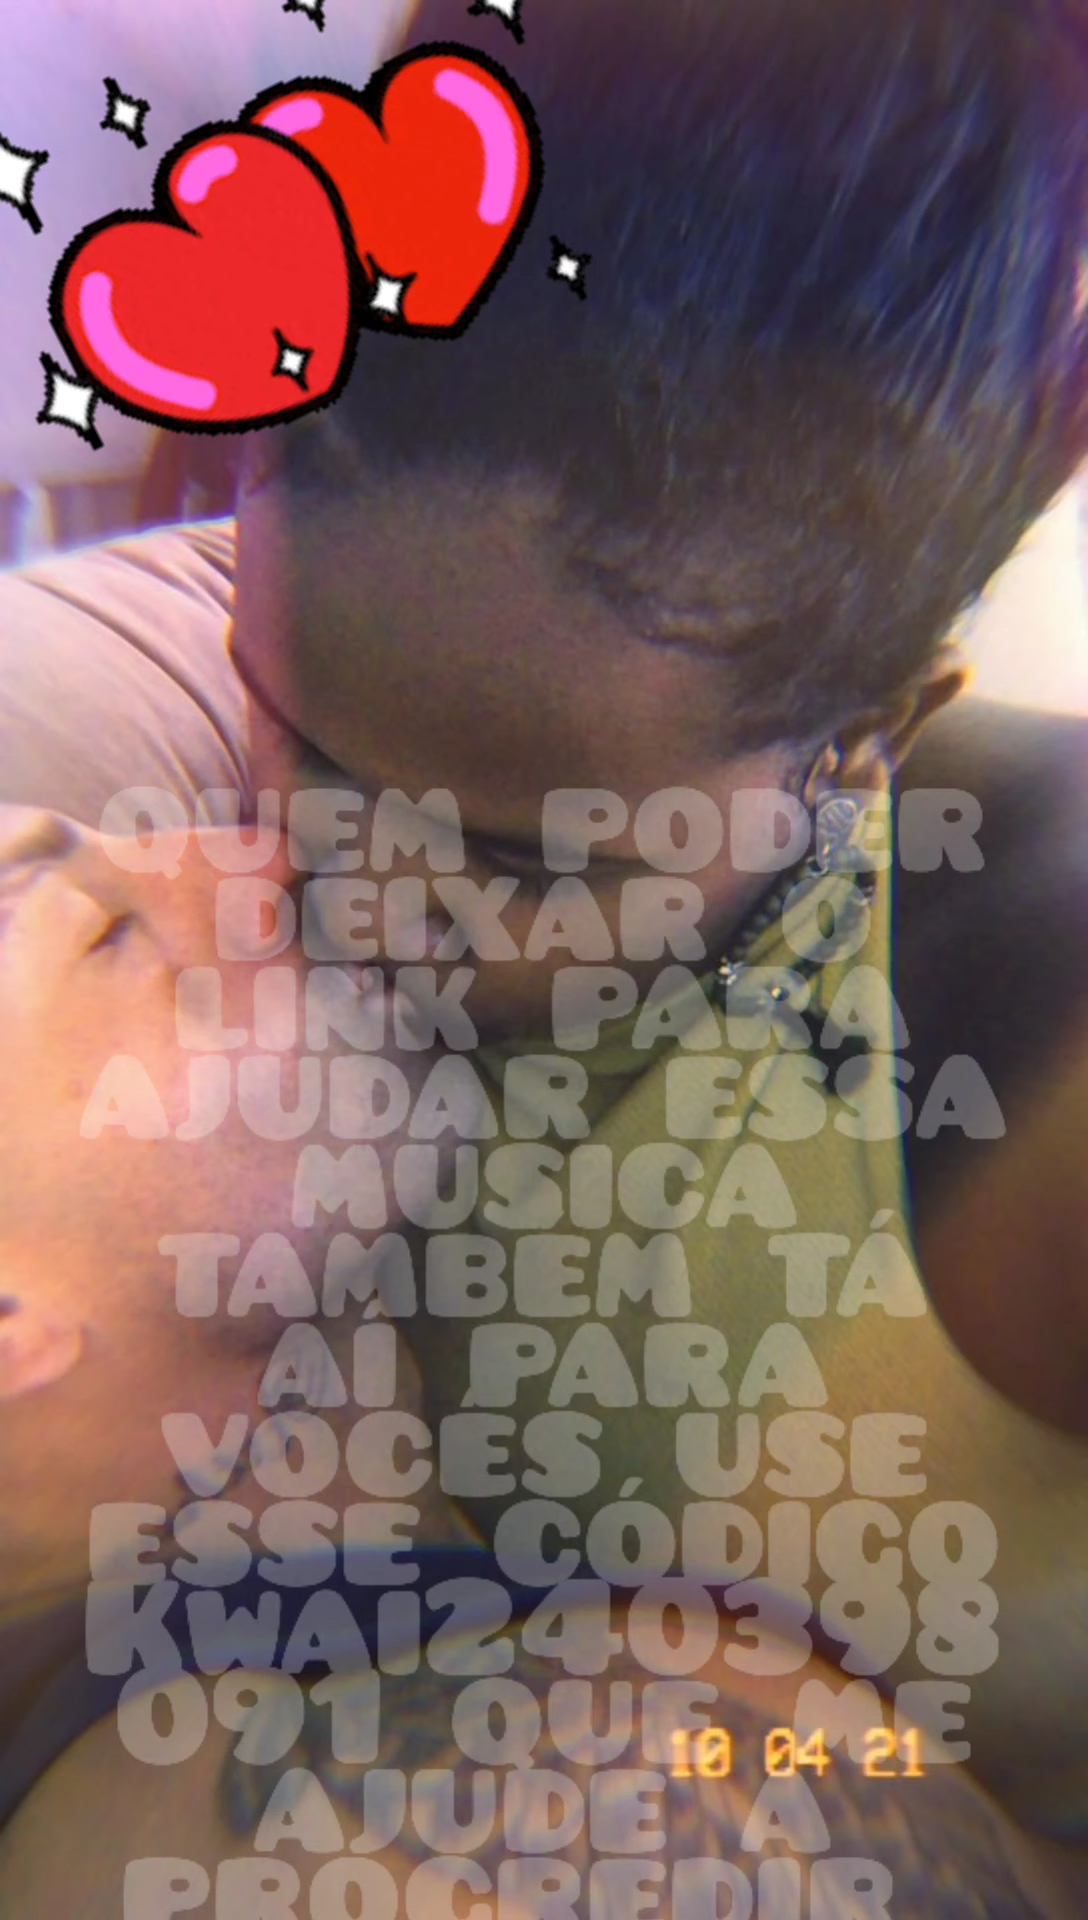 QUEM PODER
DEIXAR O
LINK PARA
AJUDAR ESSA
MUSICA
TAMBEM TÁ
AÍ PARA
VOCES USE
ESSE CÓDIGO
KWAI240398
091 QUE ME
AJUDE A
PROGREDIR
10 04 21